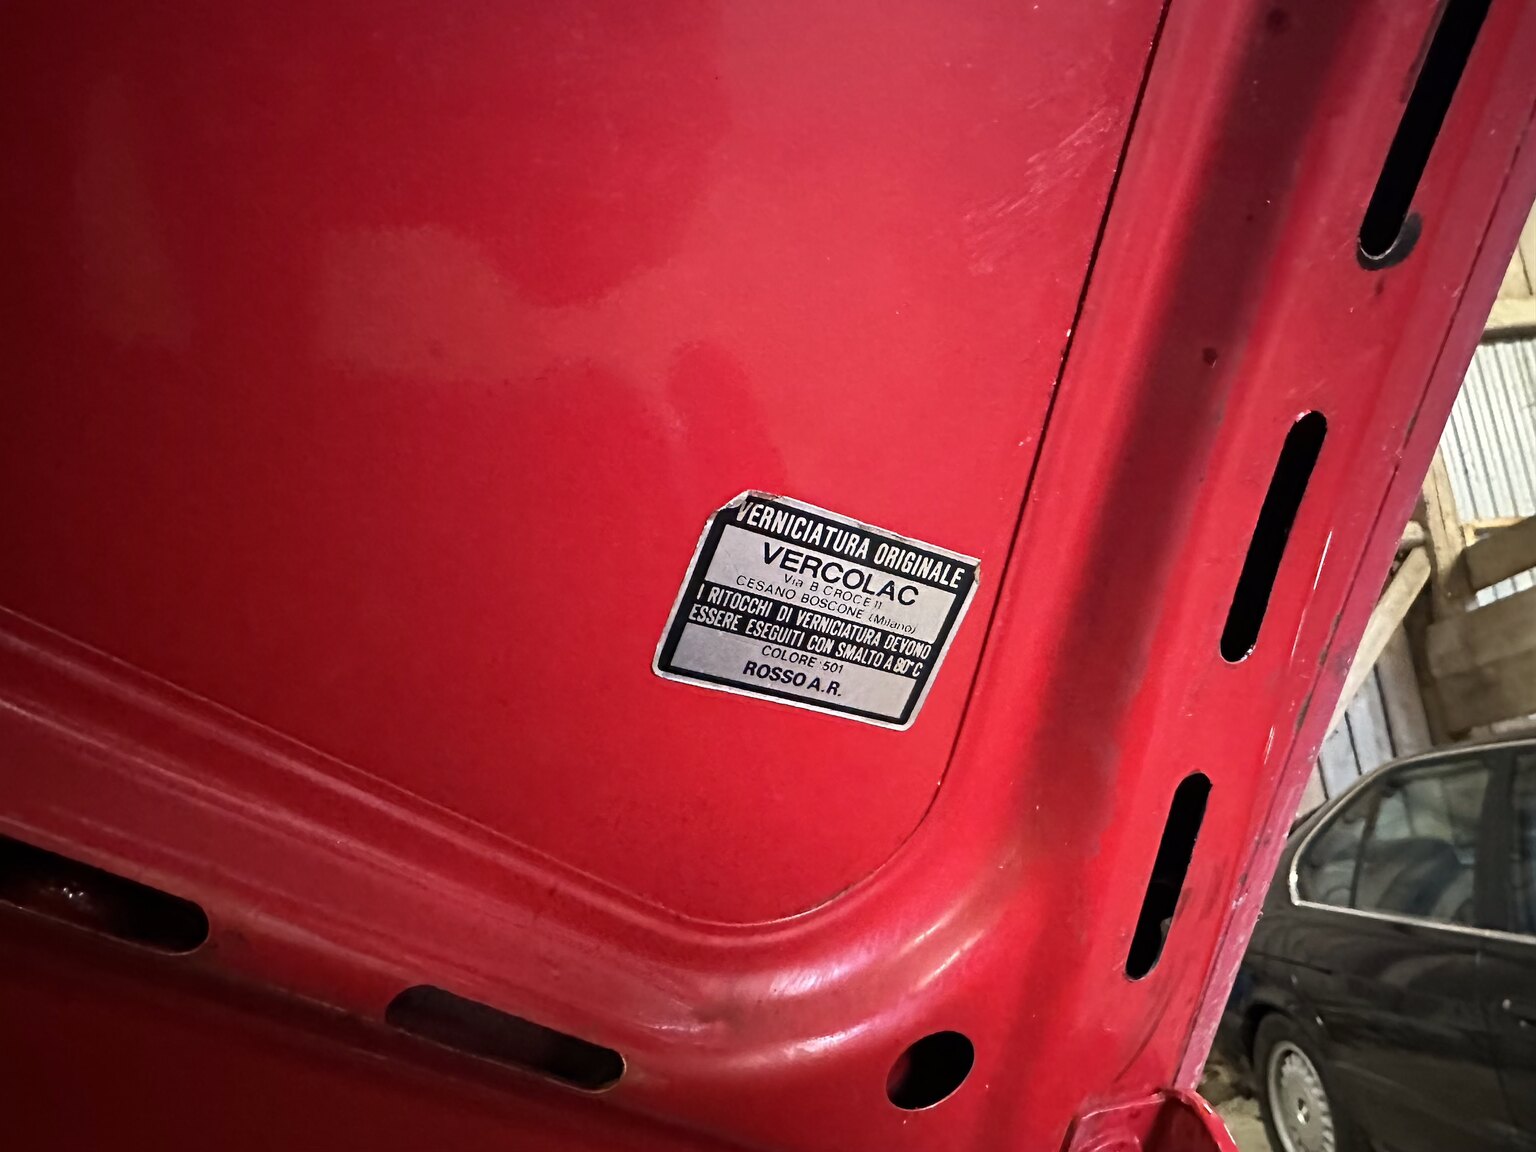 VERNICIATURA ORIGINALE
VERCOLAC
Via B CROCE 11
CESANO BOSCONE (Milano)
I RITOCCHI DI VERNICIATURA DEVONO
ESSERE ESEGUITI CON SMALTO A 80°C
COLORE 501
ROSSO A.R.